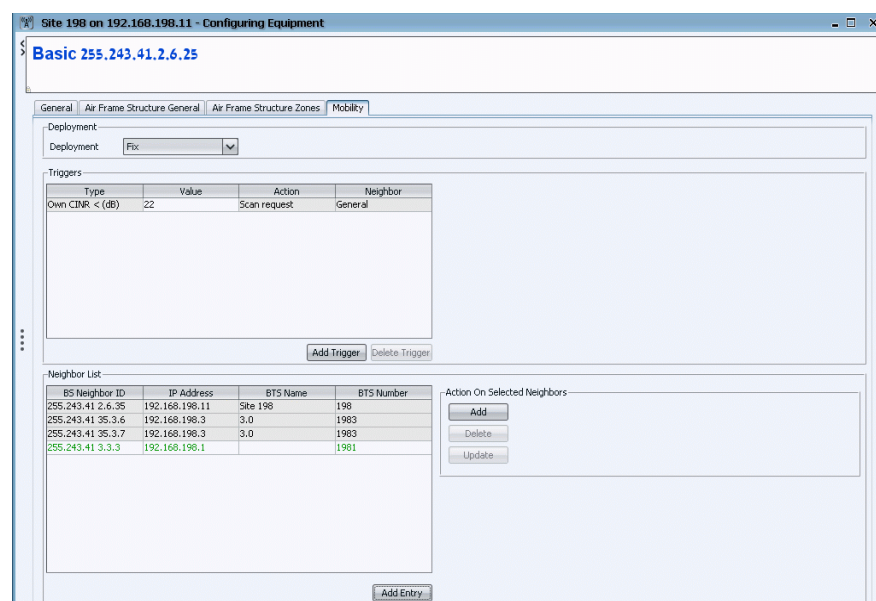 Site 198 on 192.168.198.11 - Configuring Equipment
Basic 255.243.41.2.6.25
General Air Frame Structure General Air Frame Structure Zones Mobility
Deployment
Deployment Fix
Triggers
Type Value Action Neighbor
Own CINR < (dB) 22 Scan request General
Add Trigger Delete Trigger
Neighbor List
BS Neighbor ID IP Address BTS Name BTS Number
255.243.41 2.6.35 192.168.198.11 Site 198 198
255.243.41 35.3.6 192.168.198.3 3.0 1983
255.243.41 35.3.7 192.168.198.3 3.0 1983
255.243.41 3.3.3 192.168.198.1 1981
Action On Selected Neighbors
Add
Delete
Update
Add Entry